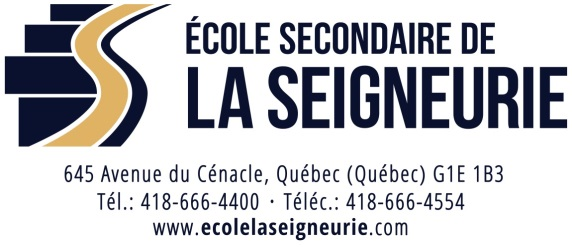 ÉCOLE SECONDAIRE DE
LA SEIGNEURIE
645 Avenue du Cénacle, Québec (Québec) G1E 1B3
Tél.: 418-666-4400 · Téléc.: 418-666-4554
www.ecolelaseigneurie.com